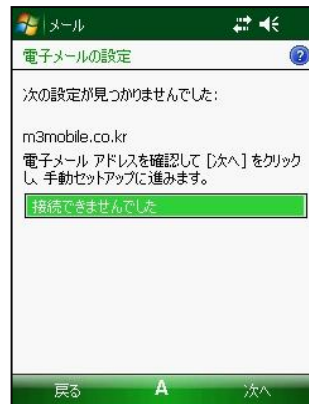 メール
電子メールの設定
次の設定が見つかりませんでした:
m3mobile.co.kr
電子メール アドレスを確認して [次へ] をクリック
し、手動セットアップに進みます。
接続できませんでした
戻る A 次へ